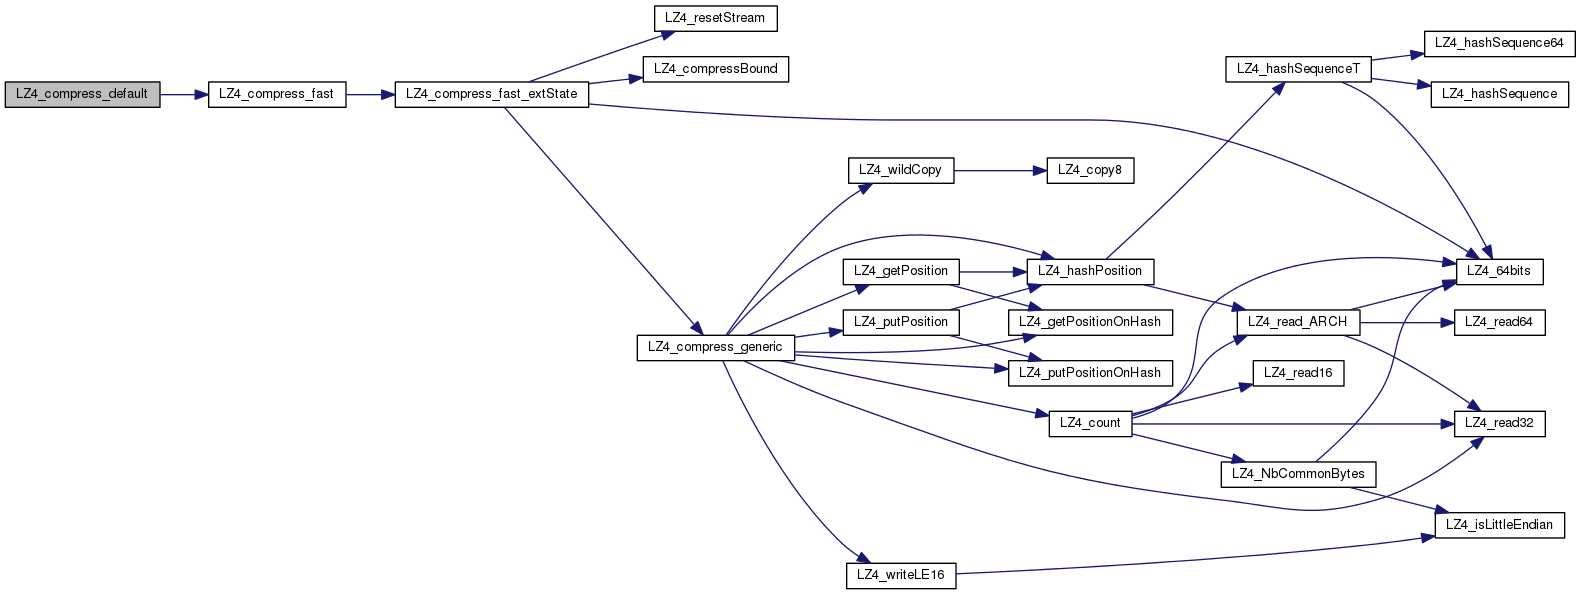 LZ4_resetStream
LZ4_hashSequence64
LZ4_compressBound
LZ4_hashSequenceT
LZ4_compress_default
LZ4_compress_fast
LZ4_compress_fast_extState
LZ4_hashSequence
LZ4_wildCopy
LZ4_copy8
LZ4_getPosition
LZ4_hashPosition
LZ4_64bits
LZ4_putPosition
LZ4_getPositionOnHash
LZ4_read_ARCH
LZ4_read64
LZ4_compress_generic
LZ4_putPositionOnHash
LZ4_read16
LZ4_count
LZ4_read32
LZ4_NbCommonBytes
LZ4_isLittleEndian
LZ4_writeLE16